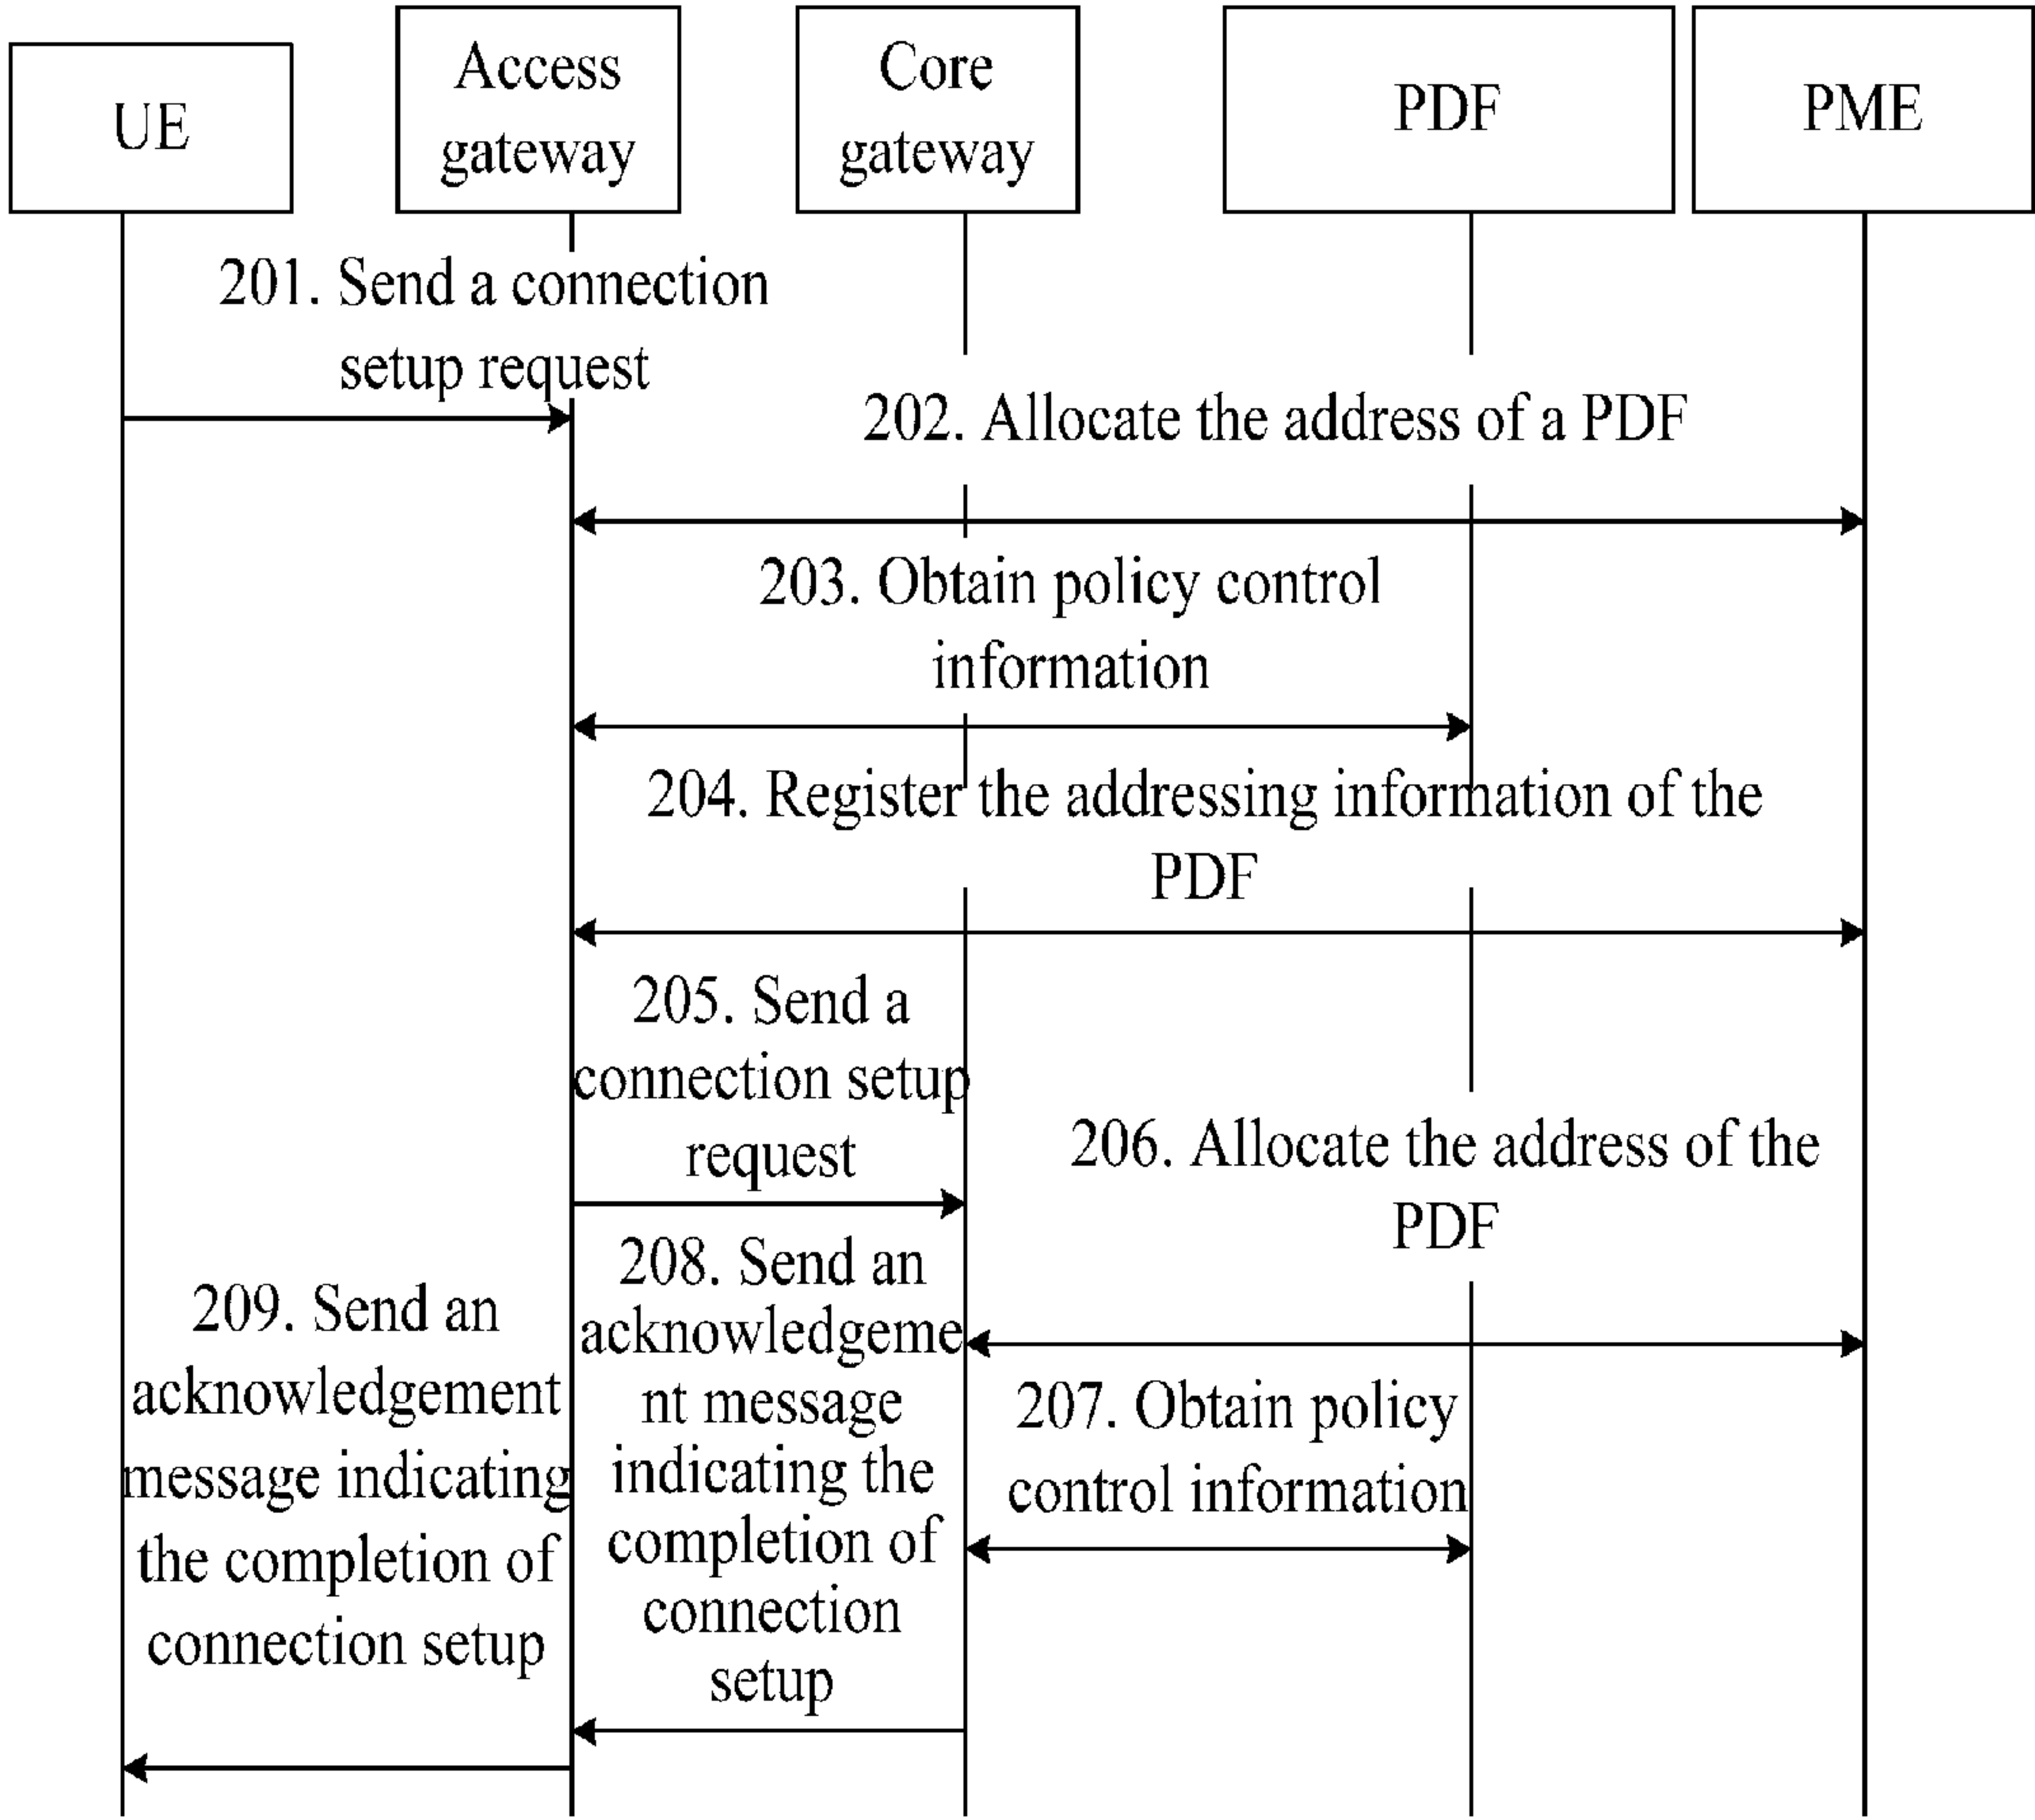 UE
Access
gateway
Core
gateway
PDF
PME
201. Send a connection
setup request
202. Allocate the address of a PDF
203. Obtain policy control
information
204. Register the addressing information of the
PDF
205. Send a
connection setup
request
206. Allocate the address of the
PDF
207. Obtain policy
control information
208. Send an
acknowledgeme
nt message
indicating the
completion of
connection
setup
209. Send an
acknowledgement
message indicating
the completion of
connection setup